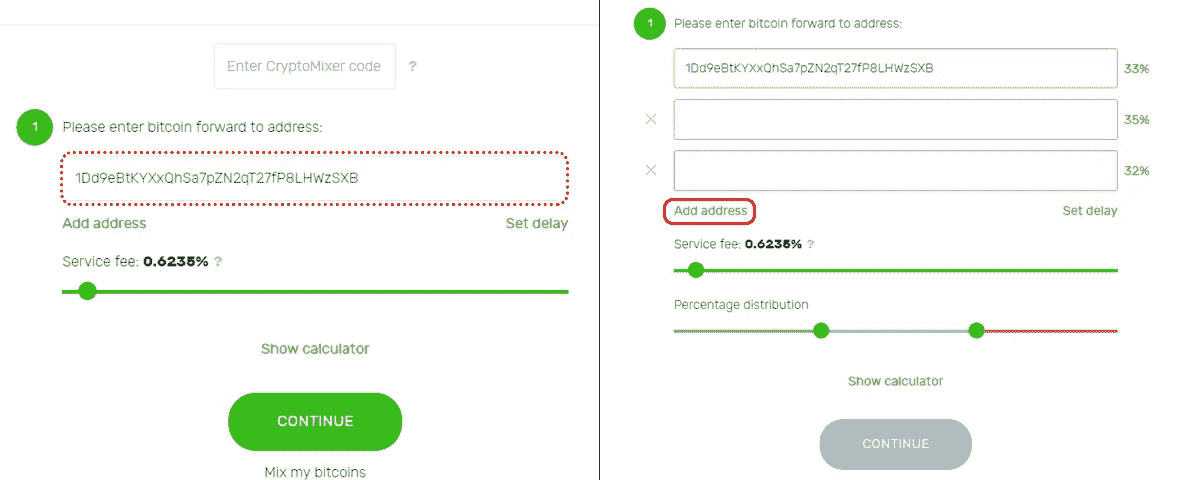 Enter CryptoMixer code ?
1 Please enter bitcoin forward to address:
1Dd9eBtKYXxQhSa7pZN2qT27fP8LHWzSXB
Add address Set delay
Service fee: 0.6235% ?
Show calculator
CONTINUE
Mix my bitcoins
1 Please enter bitcoin forward to address:
1Dd9eBtKYXxQhSa7pZN2qT27fP8LHWzSXB 33%
35%
32%
Add address Set delay
Service fee: 0.6235% ?
Percentage distribution
Show calculator
CONTINUE